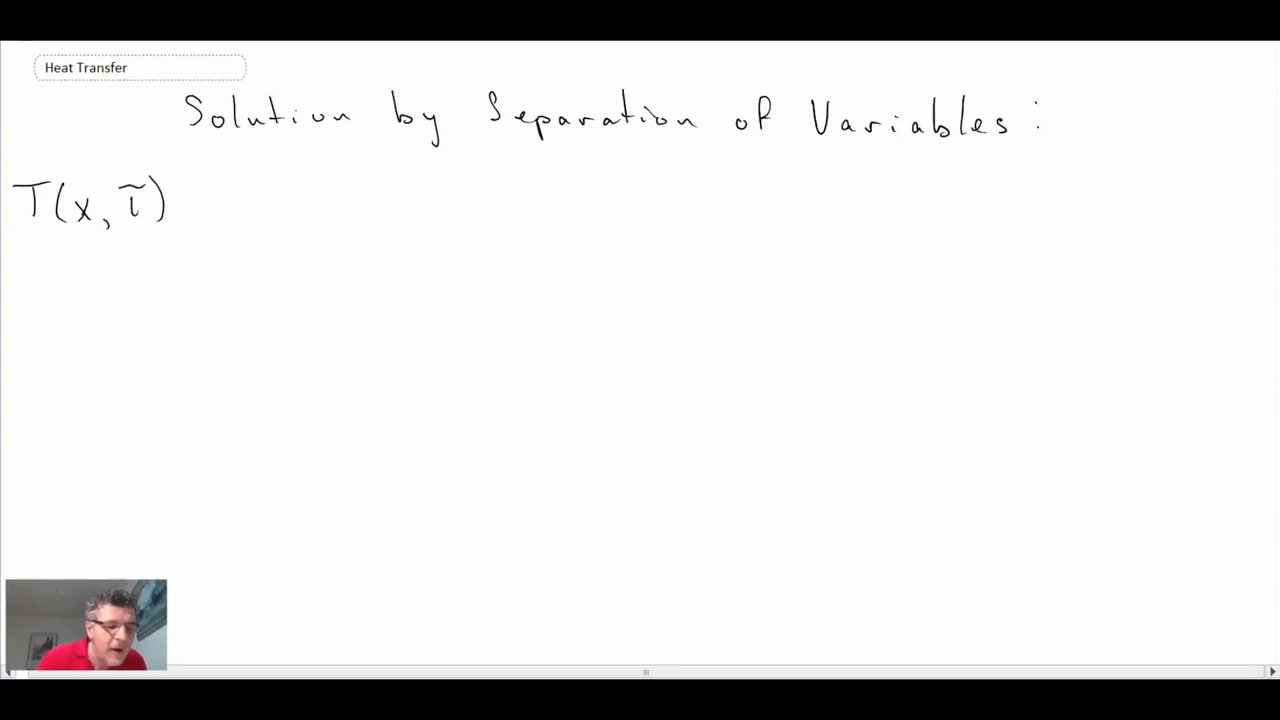 Heat Transfer
Solution by Separation of Variables :
T(x, τ)